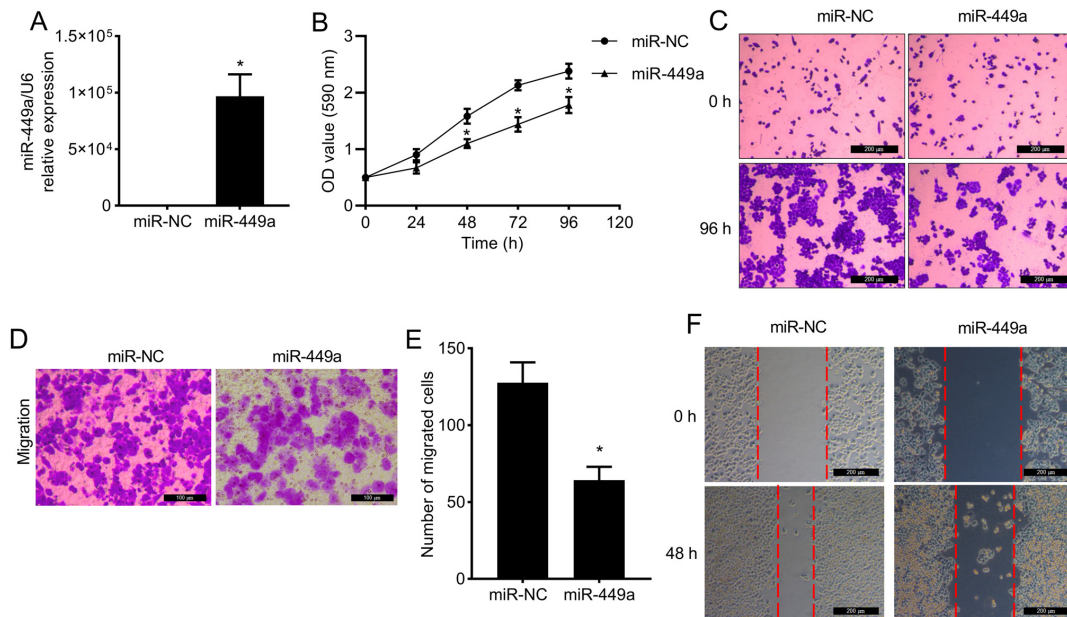 A
miR-449a/U6
relative expression
1.5×10⁵
1×10⁵
5×10⁴
0
*
miR-NC
miR-449a
B
OD value (590 nm)
3
2
1
0
0
24
48
72
96
120
Time (h)
miR-NC
miR-449a
*
*
*
C
miR-NC
miR-449a
0 h
200 μm
200 μm
96 h
200 μm
200 μm
D
miR-NC
miR-449a
Migration
100 μm
100 μm
E
Number of migrated cells
150
100
50
0
*
miR-NC
miR-449a
F
miR-NC
miR-449a
0 h
200 μm
200 μm
48 h
200 μm
200 μm